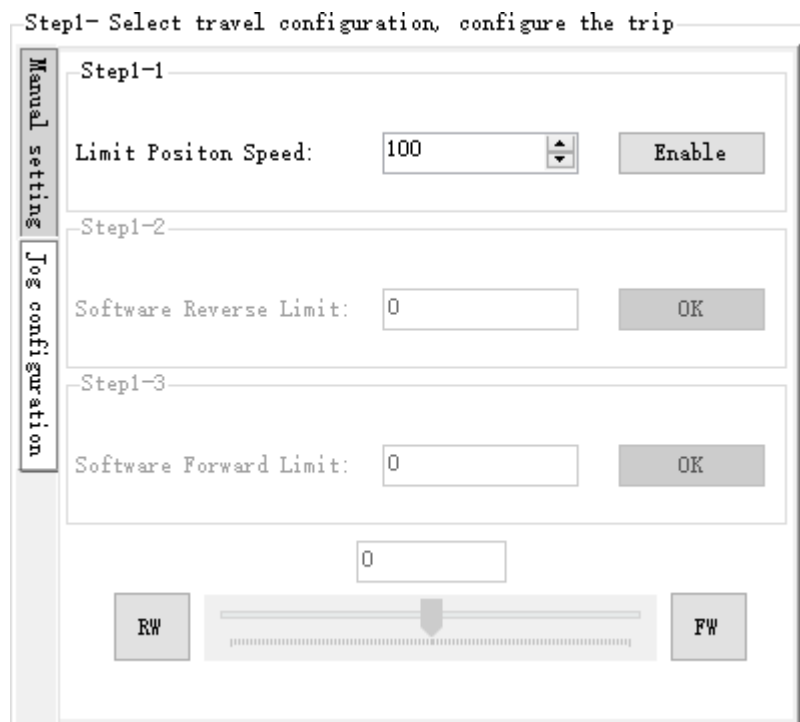 Step1- Select travel configuration, configure the trip
Manual setting
Jog configuration
Step1-1
Limit Positon Speed: 100 Enable
Step1-2
Software Reverse Limit: 0 OK
Step1-3
Software Forward Limit: 0 OK
0
RW FW